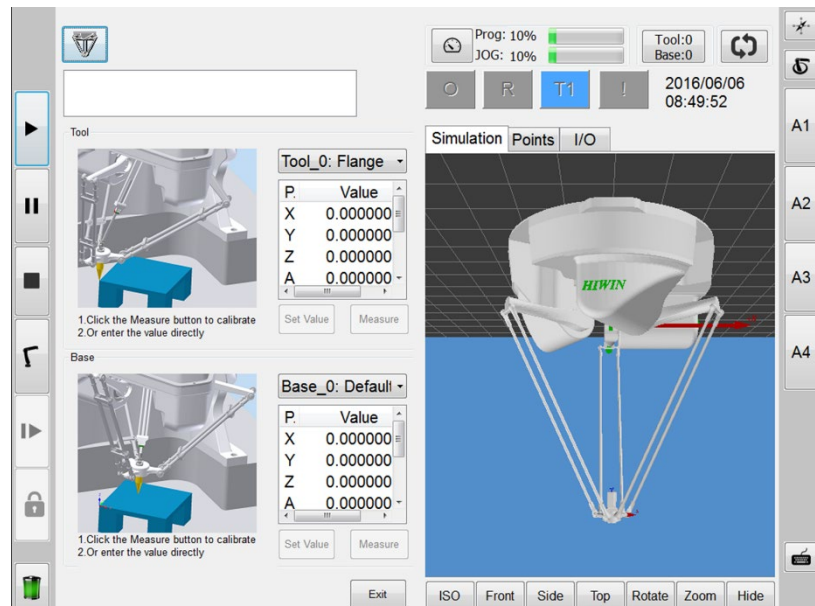 Prog: 10%
JOG: 10%
Tool:0
Base:0
O
R
T1
!
2016/06/06
08:49:52
Tool
Tool_0: Flange
P.
Value
X
0.000000
Y
0.000000
Z
0.000000
A
0.000000
1.Click the Measure button to calibrate
2.Or enter the value directly
Set Value
Measure
Base
Base_0: Default
P.
Value
X
0.000000
Y
0.000000
Z
0.000000
A
0.000000
1.Click the Measure button to calibrate
2.Or enter the value directly
Set Value
Measure
Exit
Simulation
Points
I/O
HIWIN
ISO
Front
Side
Top
Rotate
Zoom
Hide
A1
A2
A3
A4